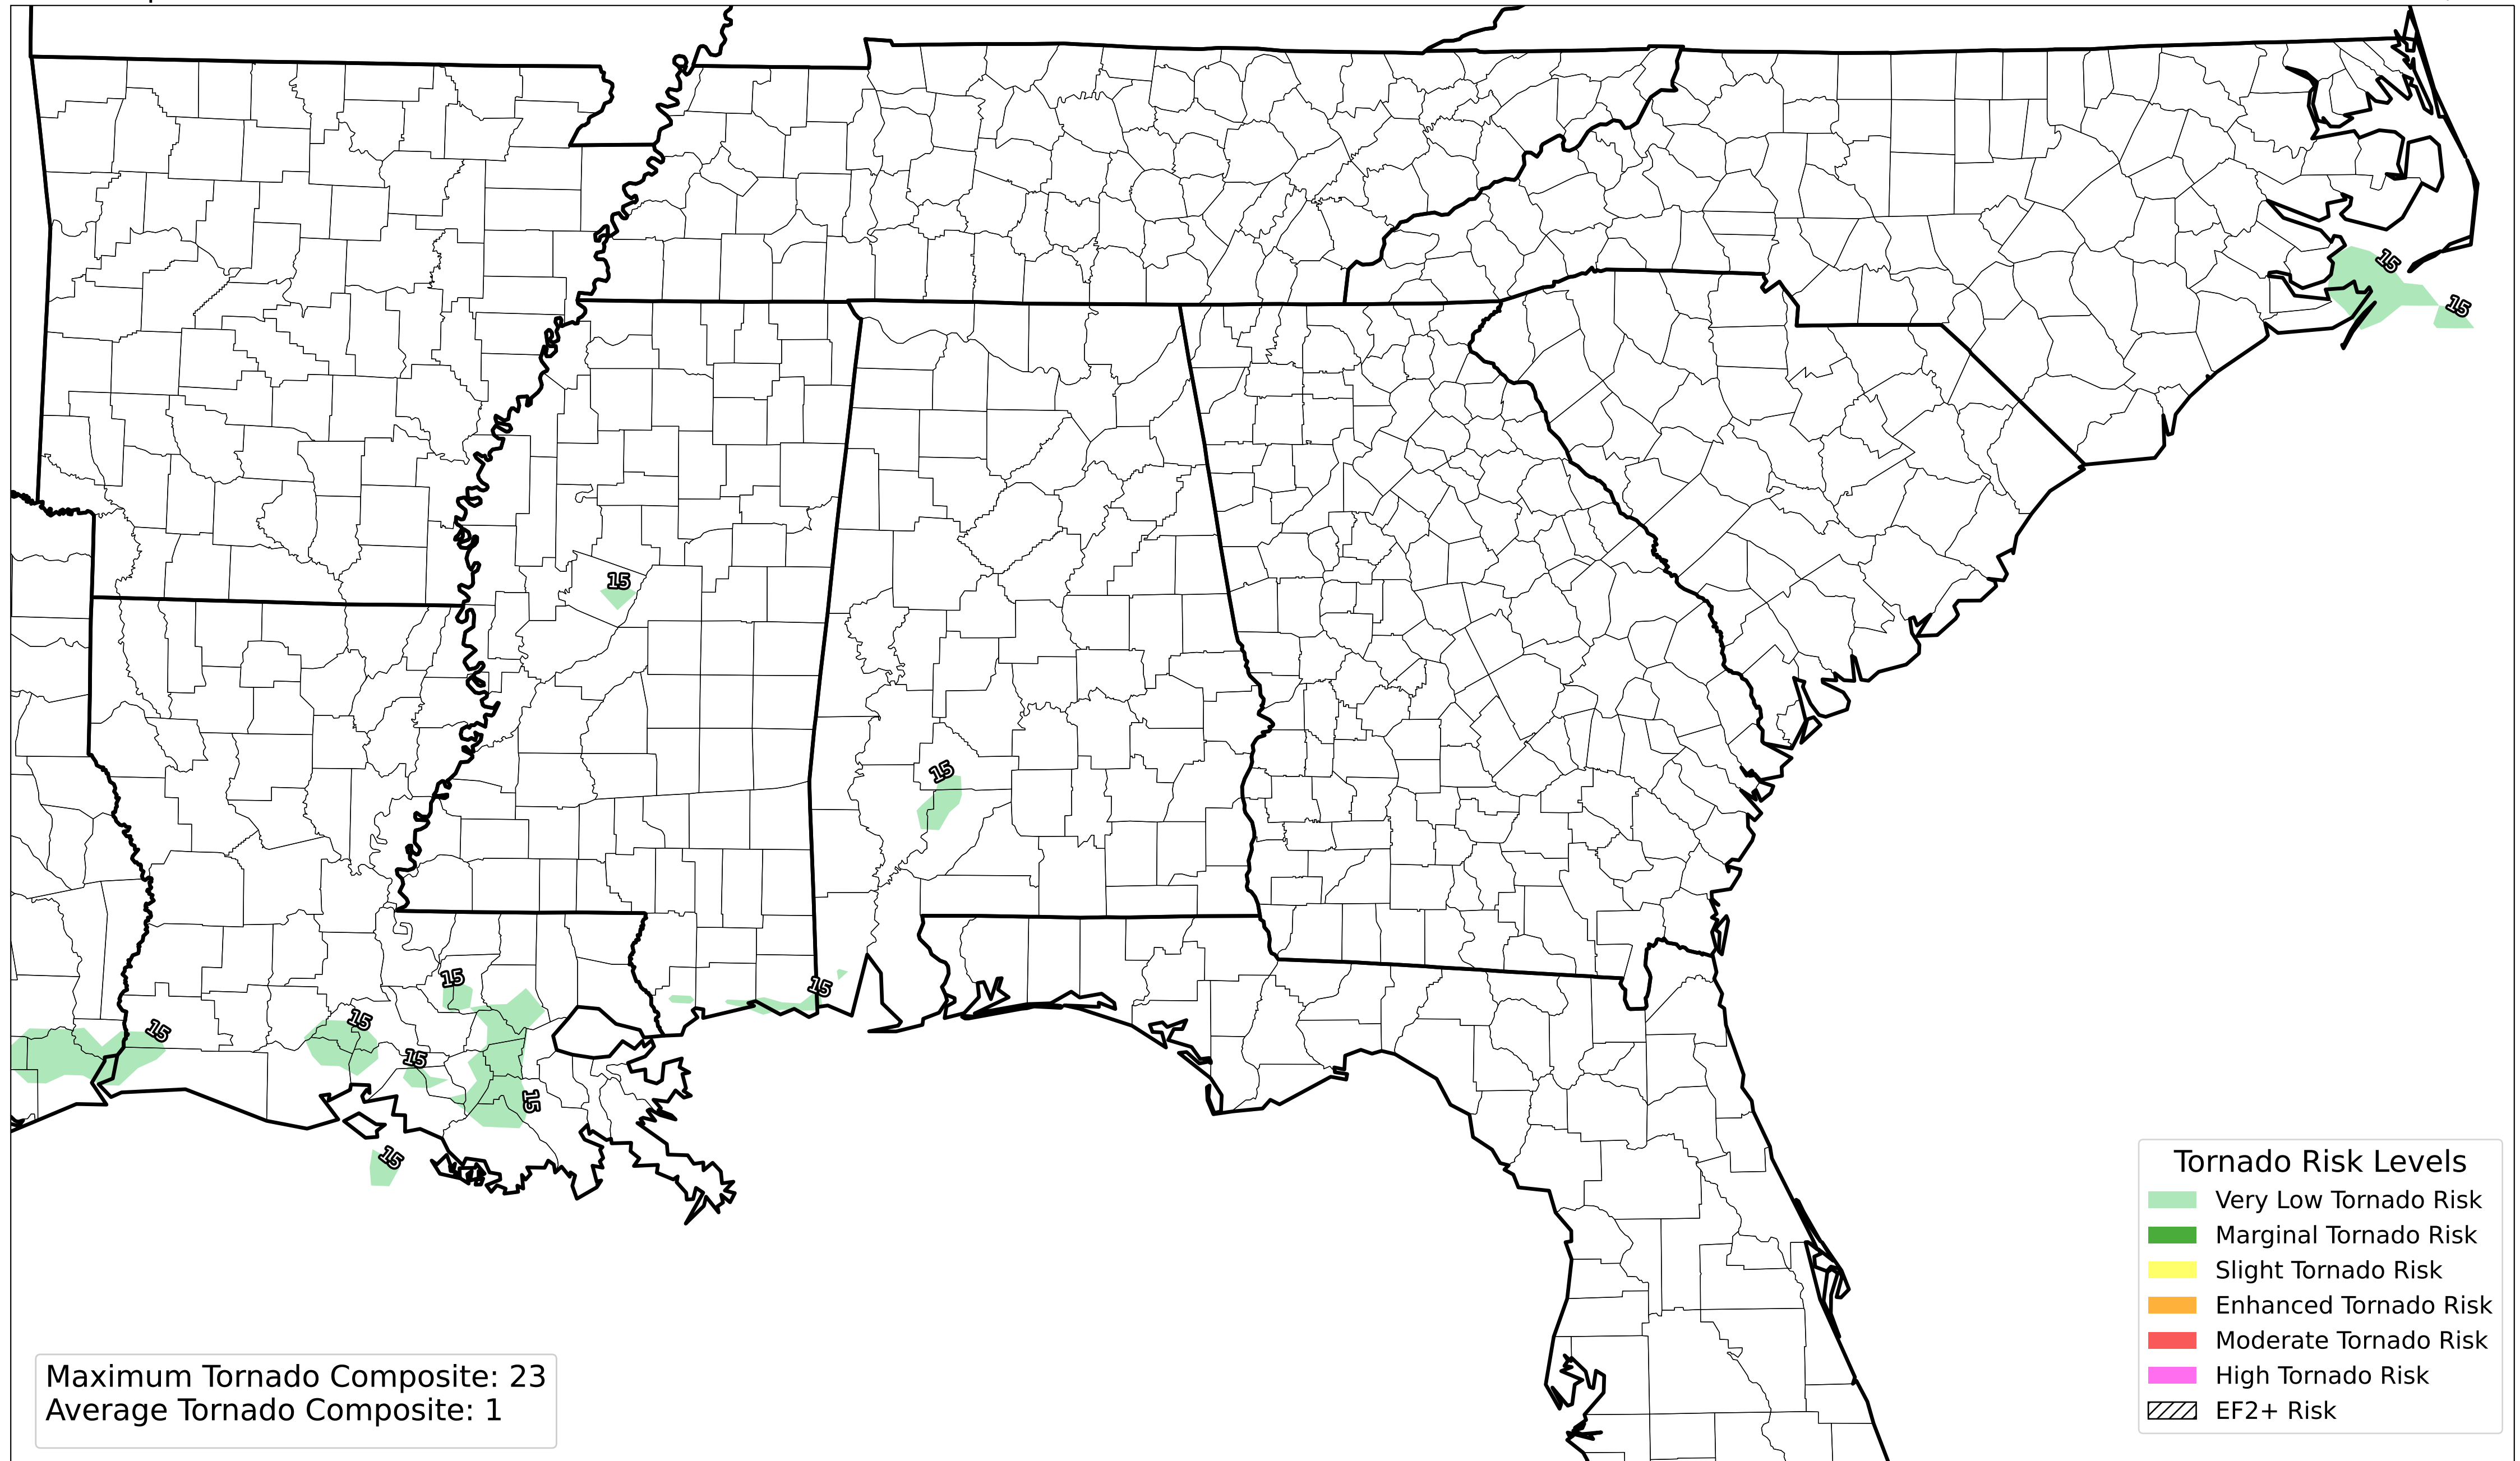 15
15
15
15
15
15
15
15
15
15
15
Tornado Risk Levels
Very Low Tornado Risk
Marginal Tornado Risk
Slight Tornado Risk
Enhanced Tornado Risk
Moderate Tornado Risk
High Tornado Risk
EF2+ Risk
Maximum Tornado Composite: 23
Average Tornado Composite: 1